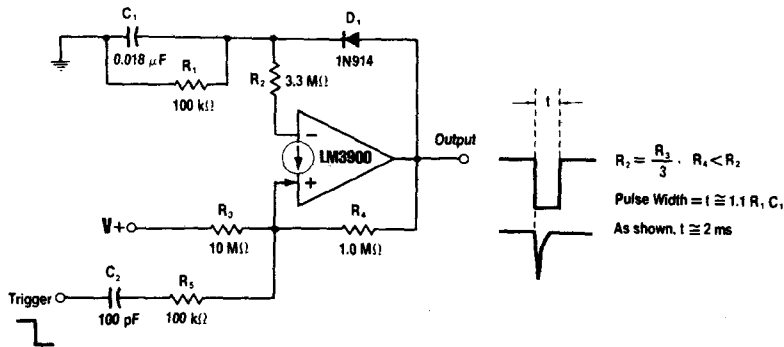 C₁
0.018 μF
R₁
100 kΩ
D₁
1N914
R₂
3.3 MΩ
−
LM3900
+
Output
V+
R₃
10 MΩ
R₄
1.0 MΩ
Trigger
C₂
100 pF
R₅
100 kΩ
t
R₂ = R₃/3 . R₄ < R₂
Pulse Width = t ≅ 1.1 R₁ C₁
As shown, t ≅ 2 ms